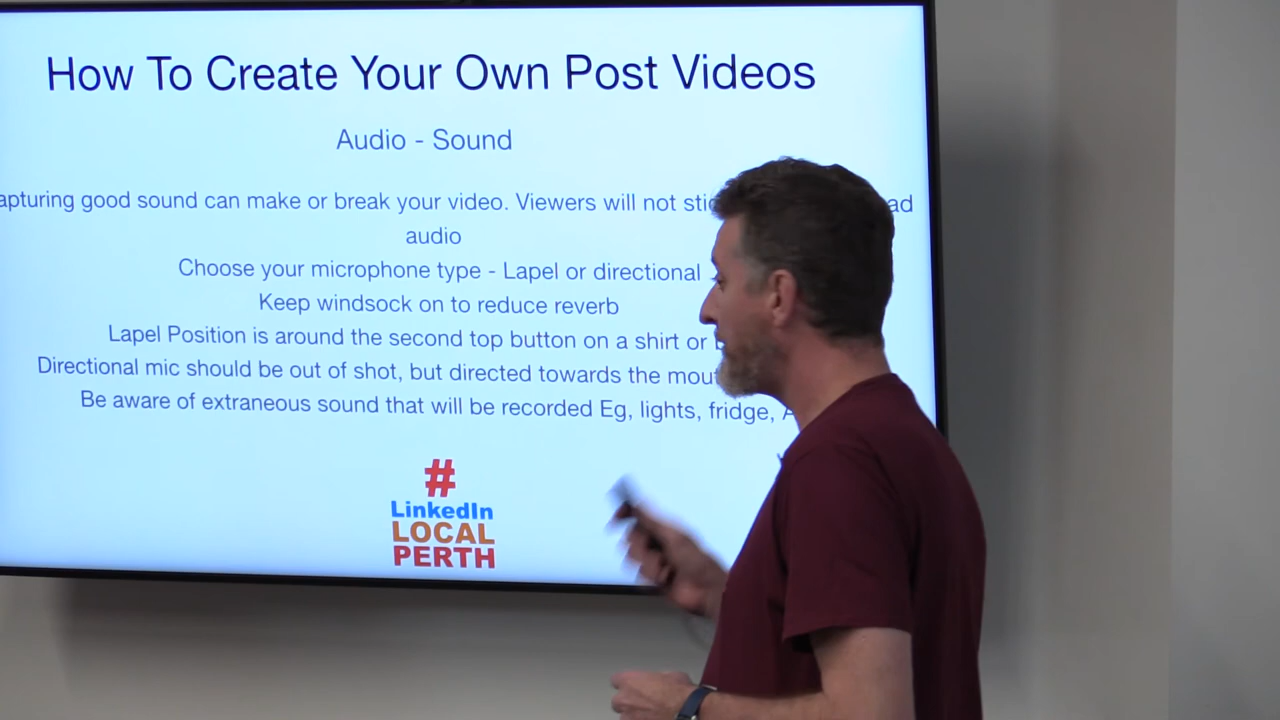 How To Create Your Own Post Videos
Audio - Sound
apturing good sound can make or break your video. Viewers will not stic ad
audio
Choose your microphone type - Lapel or directional
Keep windsock on to reduce reverb
Lapel Position is around the second top button on a shirt or
Directional mic should be out of shot, but directed towards the mou
Be aware of extraneous sound that will be recorded Eg, lights, fridge,
#
LinkedIn
LOCAL
PERTH